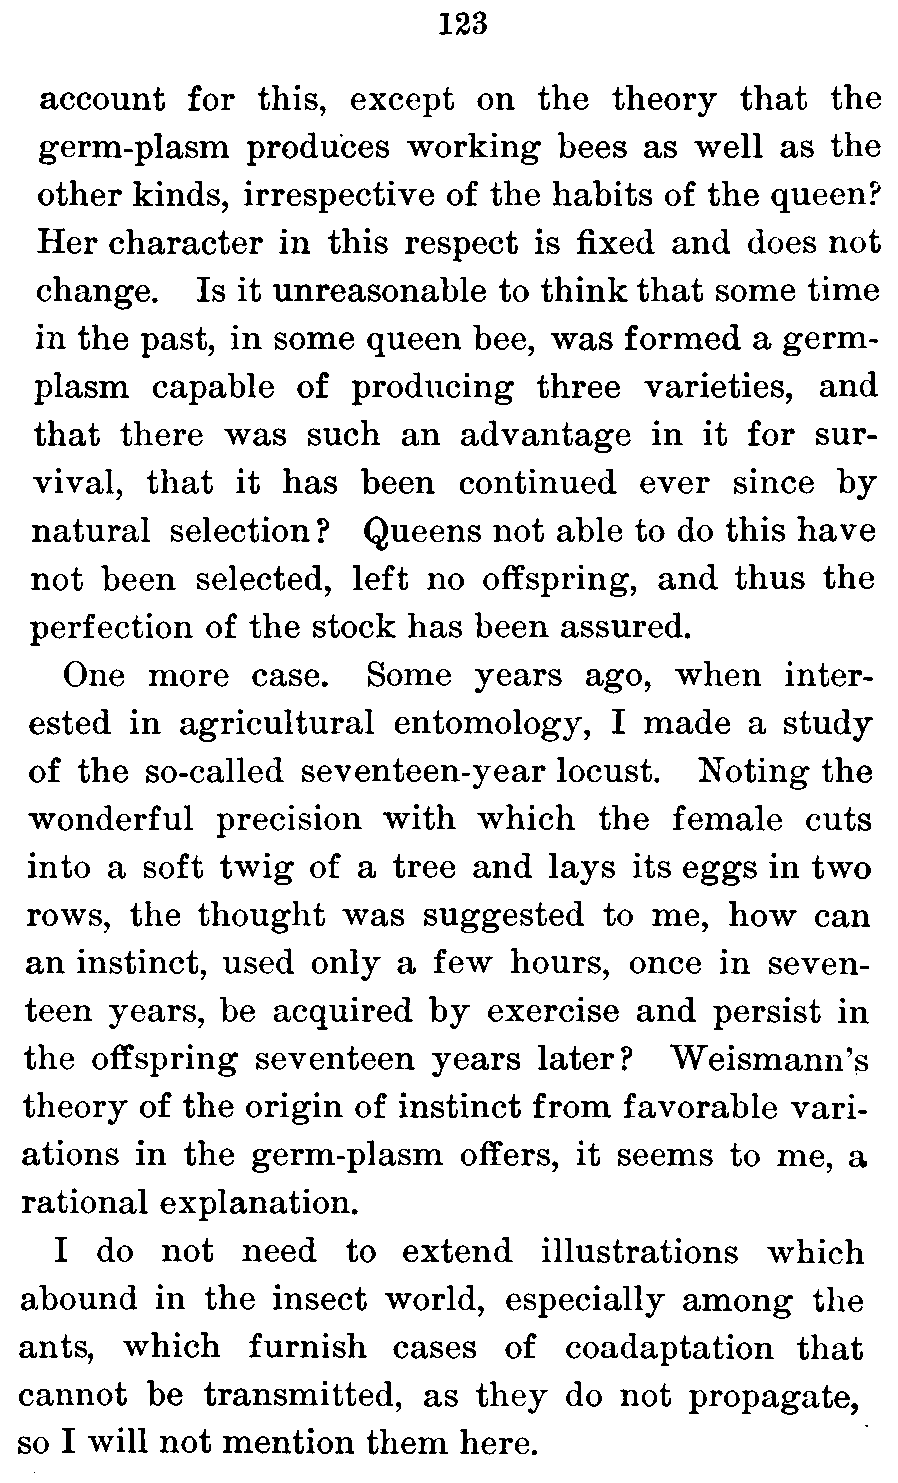 123
account for this, except on the theory that the
germ-plasm produces working bees as well as the
other kinds, irrespective of the habits of the queen?
Her character in this respect is fixed and does not
change. Is it unreasonable to think that some time
in the past, in some queen bee, was formed a germ-
plasm capable of producing three varieties, and
that there was such an advantage in it for sur-
vival, that it has been continued ever since by
natural selection? Queens not able to do this have
not been selected, left no offspring, and thus the
perfection of the stock has been assured.
One more case. Some years ago, when inter-
ested in agricultural entomology, I made a study
of the so-called seventeen-year locust. Noting the
wonderful precision with which the female cuts
into a soft twig of a tree and lays its eggs in two
rows, the thought was suggested to me, how can
an instinct, used only a few hours, once in seven-
teen years, be acquired by exercise and persist in
the offspring seventeen years later? Weismann's
theory of the origin of instinct from favorable vari-
ations in the germ-plasm offers, it seems to me, a
rational explanation.
I do not need to extend illustrations which
abound in the insect world, especially among the
ants, which furnish cases of coadaptation that
cannot be transmitted, as they do not propagate,
so I will not mention them here.